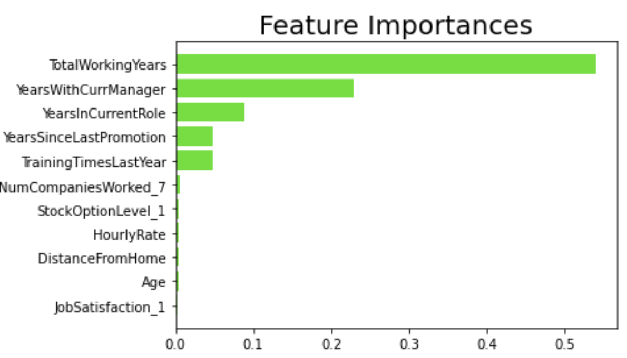 Feature Importances
TotalWorkingYears
YearsWithCurrManager
YearsInCurrentRole
YearsSinceLastPromotion
TrainingTimesLastYear
NumCompaniesWorked_7
StockOptionLevel_1
HourlyRate
DistanceFromHome
Age
JobSatisfaction_1
0.0 0.1 0.2 0.3 0.4 0.5